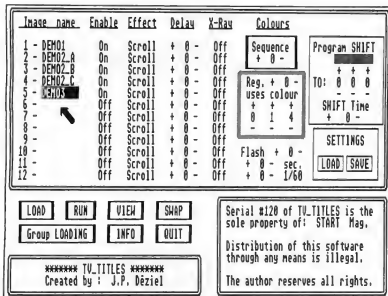 Image name Enable Effect Delay X-Ray Colours
1 - DEMO1 On Scroll + 0 - Off
2 - DEMO2_A On Scroll + 0 - Off
3 - DEMO2_B On Scroll + 0 - Off
4 - DEMO2_C On Scroll + 0 - Off
5 - DEMO3 On Scroll + 0 - Off
6 - Off Scroll + 0 - Off
7 - Off Scroll + 0 - Off
8 - Off Scroll + 0 - Off
9 - Off Scroll + 0 - Off
10 - Off Scroll + 0 - Off
11 - Off Scroll + 0 - Off
12 - Off Scroll + 0 - Off
Sequence
+ 0 -
Reg. + 0 -
uses colour
+ + +
0 1 4
- - -
Flash + 0 -
+ 0 - sec.
+ 0 - 1/60
Program SHIFT
+ + +
TO: 0 0 0
- - -
SHIFT Time
+ 0 -
SETTINGS
LOAD SAVE
LOAD RUN VIEW SWAP
Group LOADING INFO QUIT
******* TV_TITLES *******
Created by : J.P. Dèziel
Serial #120 of TV_TITLES is the
sole property of: START Mag.
Distribution of this software
through any means is illegal.
The author reserves all rights.